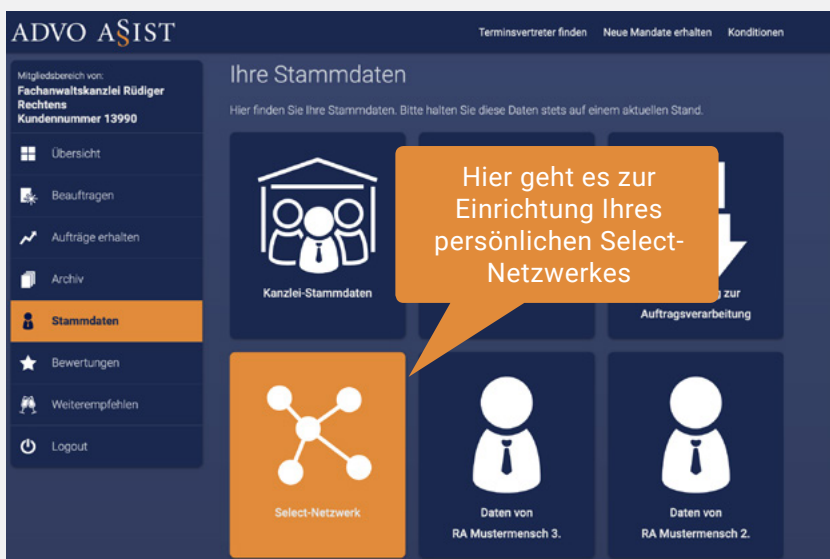 ADVO A§IST
Terminsvertreter finden Neue Mandate erhalten Konditionen
Mitgliedsbereich von:
Fachanwaltskanzlei Rüdiger
Rechtens
Kundennummer 13990
Übersicht
Beauftragen
Aufträge erhalten
Archiv
Stammdaten
Bewertungen
Weiterempfehlen
Logout
Ihre Stammdaten
Hier finden Sie Ihre Stammdaten. Bitte halten Sie diese Daten stets auf einem aktuellen Stand.
Hier geht es zur
Einrichtung Ihres
persönlichen Select-
Netzwerkes
Kanzlei-Stammdaten
zur
Auftragsverarbeitung
Select-Netzwerk
Daten von
RA Mustermensch 3.
Daten von
RA Mustermensch 2.